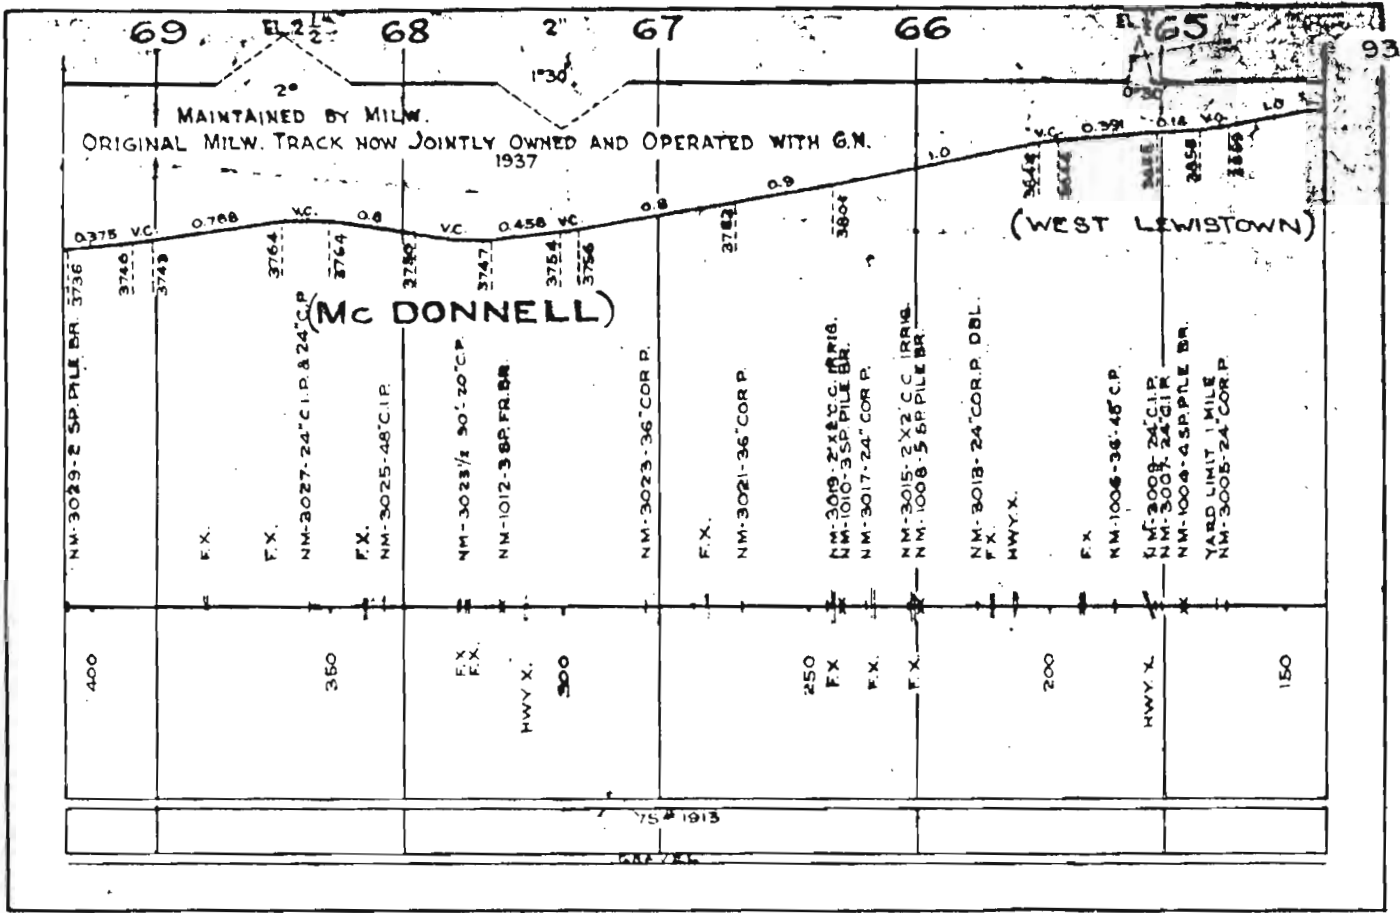 69 68 67 66 65 93
EL 2½" 2"
2° 1°30'
MAINTAINED BY MILW.
ORIGINAL MILW. TRACK NOW JOINTLY OWNED AND OPERATED WITH G.N.
1937
0.375 V.C. 0.788 V.C. 0.8 V.C. 0.458 V.C. 0.8 0.9 1.0 V.C. 0.391 0.14 V.C. 1.0
3736 3740 3743 3764 3764 3750 3747 3754 3756 3782 3801 3844
(WEST LEWISTOWN)
(MC DONNELL)
NM-3029-2 SP. PILE BR.
F.X.
F.X.
NM-3027-24" C.I.P. & 24" C.P.
F.X.
NM-3025-48" C.I.P.
NM-3023½ 30'-20" C.P.
NM-1012-3 SP. FR. BR.
NM-3023-36" COR P.
F.X.
NM-3021-36" COR P.
NM-3019-2'X2' C.C. IRRIG.
NM-1010-3 SP. PILE BR.
NM-3017-24" COR P.
NM-3015-2'X2' C.C. IRRIG.
NM-1008-5 SP. PILE BR.
NM-3013-24" COR. P. DBL.
F.X.
HWY. X.
F.X
NM-1006-36'-48" C.P.
NM-3009-24" C.I.P.
NM-3007-24" C.I.P.
NM-1004-4 SP. PILE BR.
YARD LIMIT 1 MILE
NM-3005-24" COR. P.
400 350 F.X. F.X. HWY X. 300 250 F.X F.X. F.X. 200 HWY. X. 150
75# 1913
GRAVEL